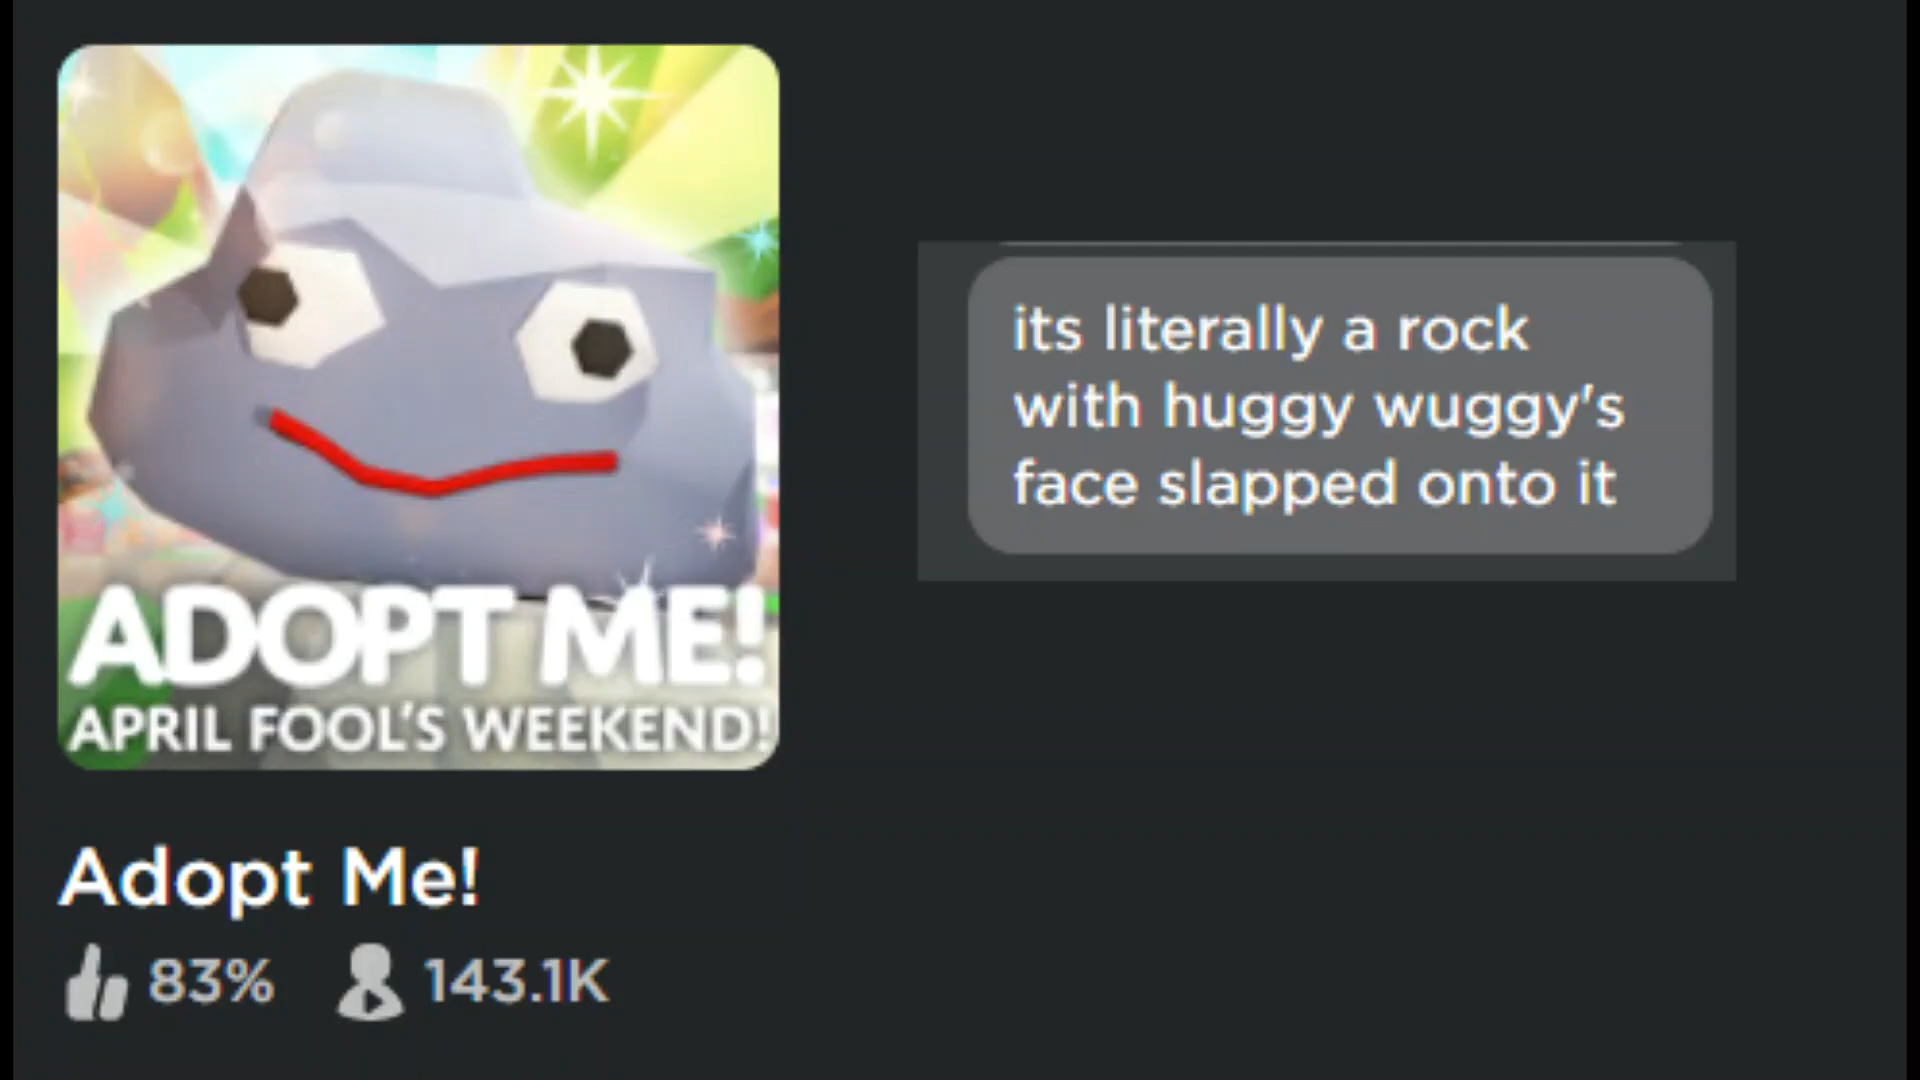 ADOPT ME!
APRIL FOOL'S WEEKEND!
Adopt Me!
83% 143.1K
its literally a rock
with huggy wuggy's
face slapped onto it